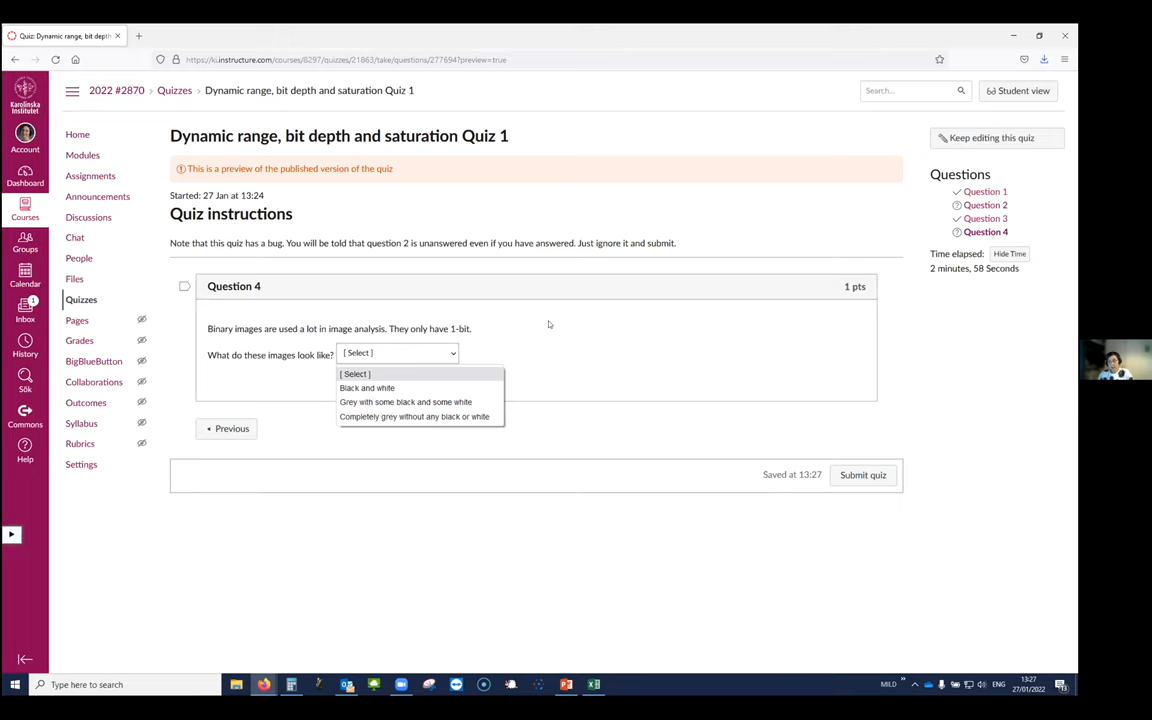 Quiz: Dynamic range, bit depth
https://ki.instructure.com/courses/8297/quizzes/21863/take/questions/277694?preview=true
Karolinska
Institutet
2022 #2870 › Quizzes › Dynamic range, bit depth and saturation Quiz 1
Search...
Student view
Account
Dashboard
Courses
Groups
Calendar
1
Inbox
History
Sök
Commons
Help
Home
Modules
Assignments
Announcements
Discussions
Chat
People
Files
Quizzes
Pages
Grades
BigBlueButton
Collaborations
Outcomes
Syllabus
Rubrics
Settings
Dynamic range, bit depth and saturation Quiz 1
This is a preview of the published version of the quiz
Started: 27 Jan at 13:24
Quiz instructions
Note that this quiz has a bug. You will be told that question 2 is unanswered even if you have answered. Just ignore it and submit.
Question 4
1 pts
Binary images are used a lot in image analysis. They only have 1-bit.
What do these images look like? [ Select ]
[ Select ]
Black and white
Grey with some black and some white
Completely grey without any black or white
Previous
Saved at 13:27
Submit quiz
Keep editing this quiz
Questions
Question 1
Question 2
Question 3
Question 4
Time elapsed: Hide Time
2 minutes, 58 Seconds
Type here to search
MILD
ENG
13:27
27/01/2022